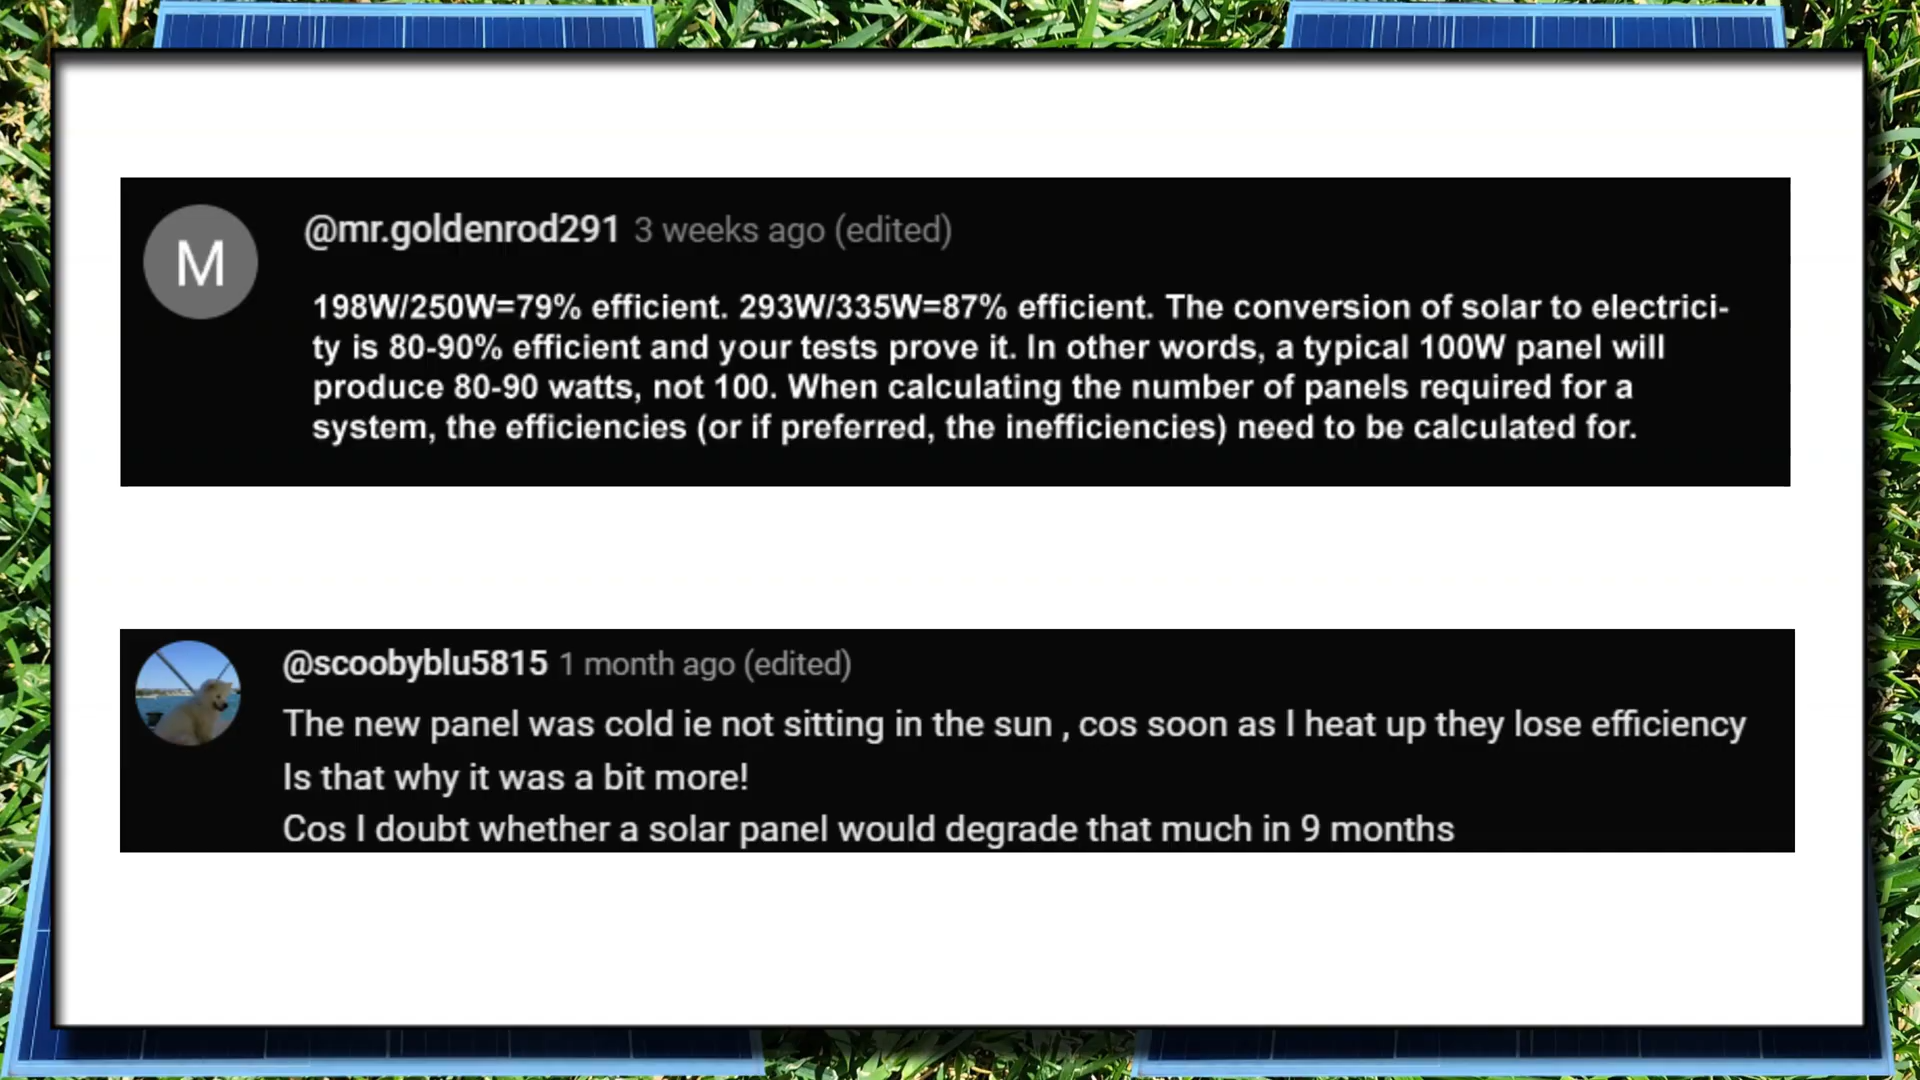 M
@mr.goldenrod291 3 weeks ago (edited)
198W/250W=79% efficient. 293W/335W=87% efficient. The conversion of solar to electrici-
ty is 80-90% efficient and your tests prove it. In other words, a typical 100W panel will
produce 80-90 watts, not 100. When calculating the number of panels required for a
system, the efficiencies (or if preferred, the inefficiencies) need to be calculated for.
@scoobyblu5815 1 month ago (edited)
The new panel was cold ie not sitting in the sun , cos soon as I heat up they lose efficiency
Is that why it was a bit more!
Cos I doubt whether a solar panel would degrade that much in 9 months